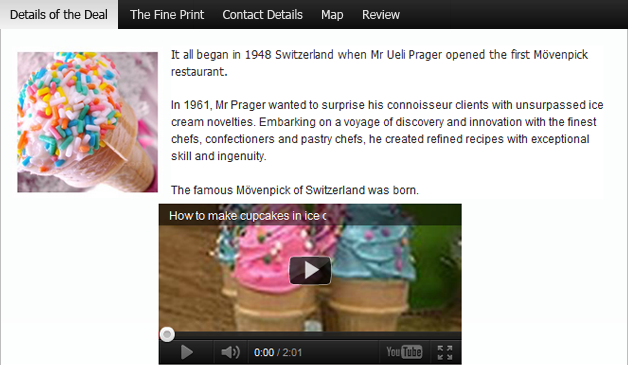 Details of the Deal The Fine Print Contact Details Map Review
It all began in 1948 Switzerland when Mr Ueli Prager opened the first Mövenpick
restaurant.
In 1961, Mr Prager wanted to surprise his connoisseur clients with unsurpassed ice
cream novelties. Embarking on a voyage of discovery and innovation with the finest
chefs, confectioners and pastry chefs, he created refined recipes with exceptional
skill and ingenuity.
The famous Mövenpick of Switzerland was born.
How to make cupcakes in ice c
0:00 / 2:01 YouTube